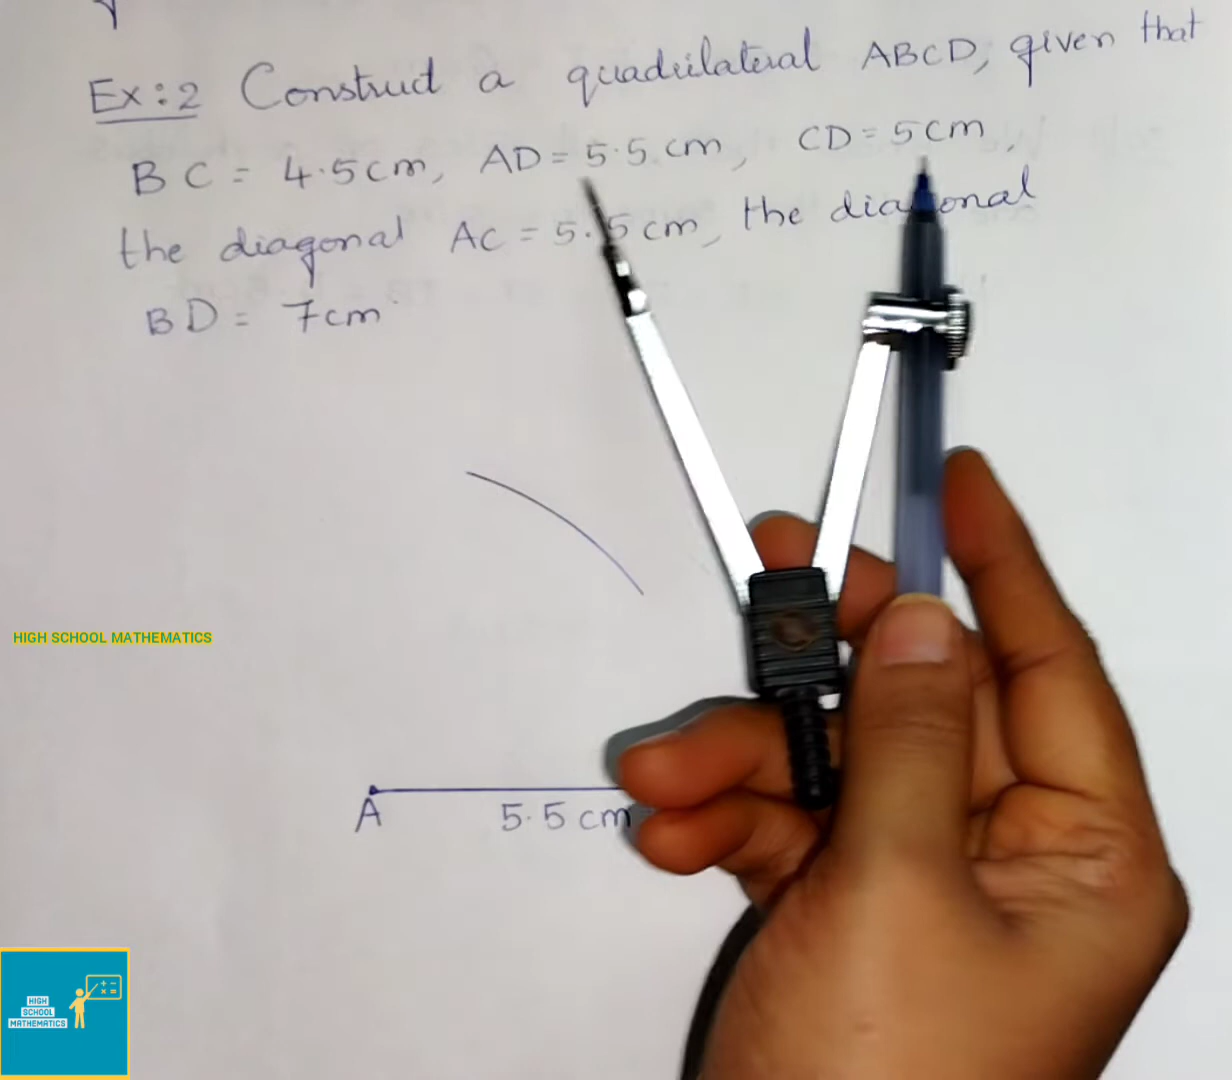 Ex:2 Construct a quadrilateral ABCD, given that
BC = 4.5cm, AD = 5.5 cm, CD = 5cm,
the diagonal AC = 5.5 cm, the diagonal
BD = 7cm
HIGH SCHOOL MATHEMATICS
A 5.5 cm
HIGH
SCHOOL
MATHEMATICS